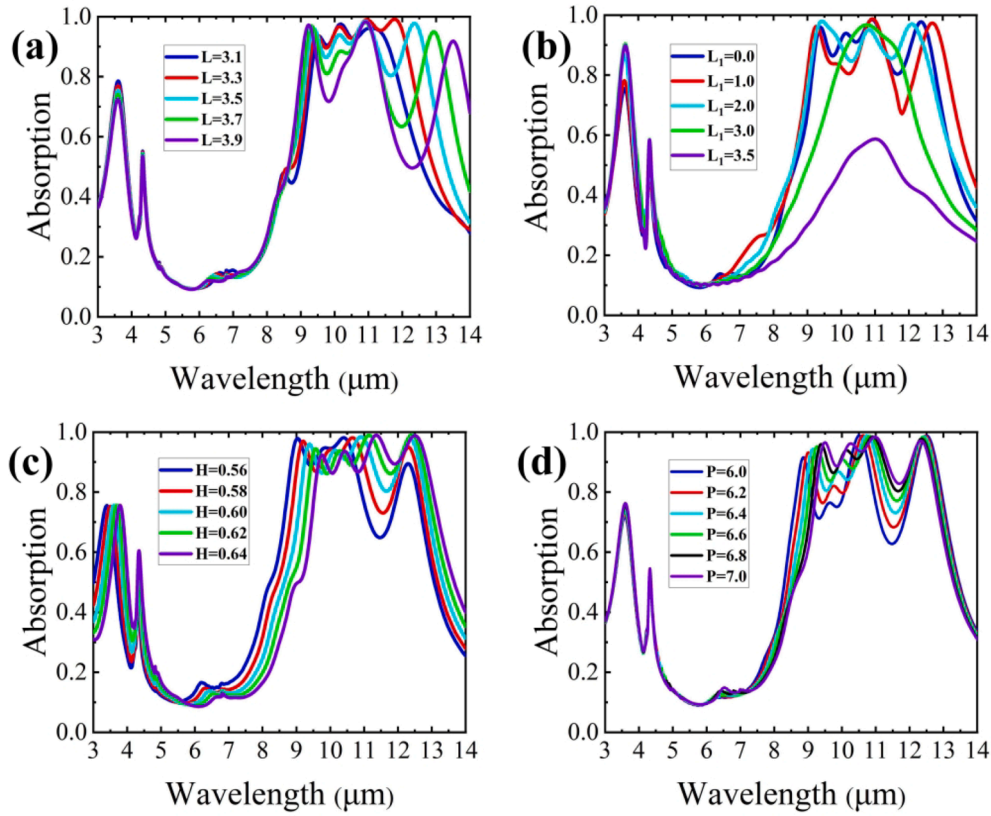 (a)
L=3.1
L=3.3
L=3.5
L=3.7
L=3.9
Absorption
1.0
0.8
0.6
0.4
0.2
0.0
3 4 5 6 7 8 9 10 11 12 13 14
Wavelength (μm)
(b)
L₁=0.0
L₁=1.0
L₁=2.0
L₁=3.0
L₁=3.5
Absorption
1.0
0.8
0.6
0.4
0.2
0.0
3 4 5 6 7 8 9 10 11 12 13 14
Wavelength (μm)
(c)
H=0.56
H=0.58
H=0.60
H=0.62
H=0.64
Absorption
1.0
0.8
0.6
0.4
0.2
0.0
3 4 5 6 7 8 9 10 11 12 13 14
Wavelength (μm)
(d)
P=6.0
P=6.2
P=6.4
P=6.6
P=6.8
P=7.0
Absorption
1.0
0.8
0.6
0.4
0.2
0.0
3 4 5 6 7 8 9 10 11 12 13 14
Wavelength (μm)